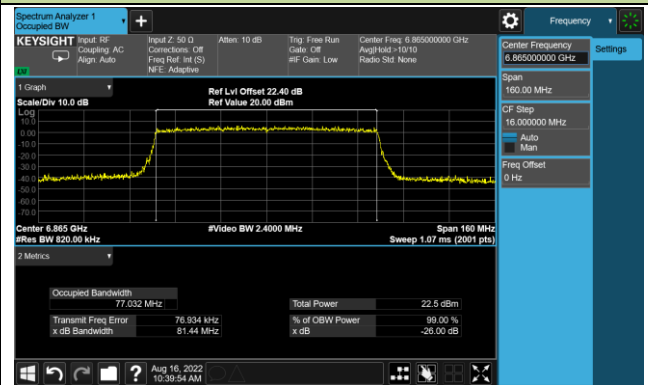 Spectrum Analyzer 1
Occupied BW
Frequency
KEYSIGHT
Input: RF
Coupling: AC
Align: Auto
Input Z: 50 Ω
Corrections: Off
Freq Ref: Int (S)
NFE: Adaptive
Atten: 10 dB
Trig: Free Run
Gate: Off
#IF Gain: Low
Center Freq: 6.865000000 GHz
Avg|Hold:>10/10
Radio Std: None
Center Frequency
6.865000000 GHz
Settings
Span
160.00 MHz
CF Step
16.000000 MHz
Auto
Man
Freq Offset
0 Hz
1 Graph
Scale/Div 10.0 dB
Ref Lvl Offset 22.40 dB
Ref Value 20.00 dBm
Log
10.0
0.00
-10.0
-20.0
-30.0
-40.0
-50.0
-60.0
-70.0
Center 6.865 GHz
#Video BW 2.4000 MHz
Span 160 MHz
#Res BW 820.00 kHz
Sweep 1.07 ms (2001 pts)
2 Metrics
Occupied Bandwidth
77.032 MHz
Total Power
22.5 dBm
Transmit Freq Error
76.934 kHz
% of OBW Power
99.00 %
x dB Bandwidth
81.44 MHz
x dB
-26.00 dB
Aug 16, 2022
10:39:54 AM